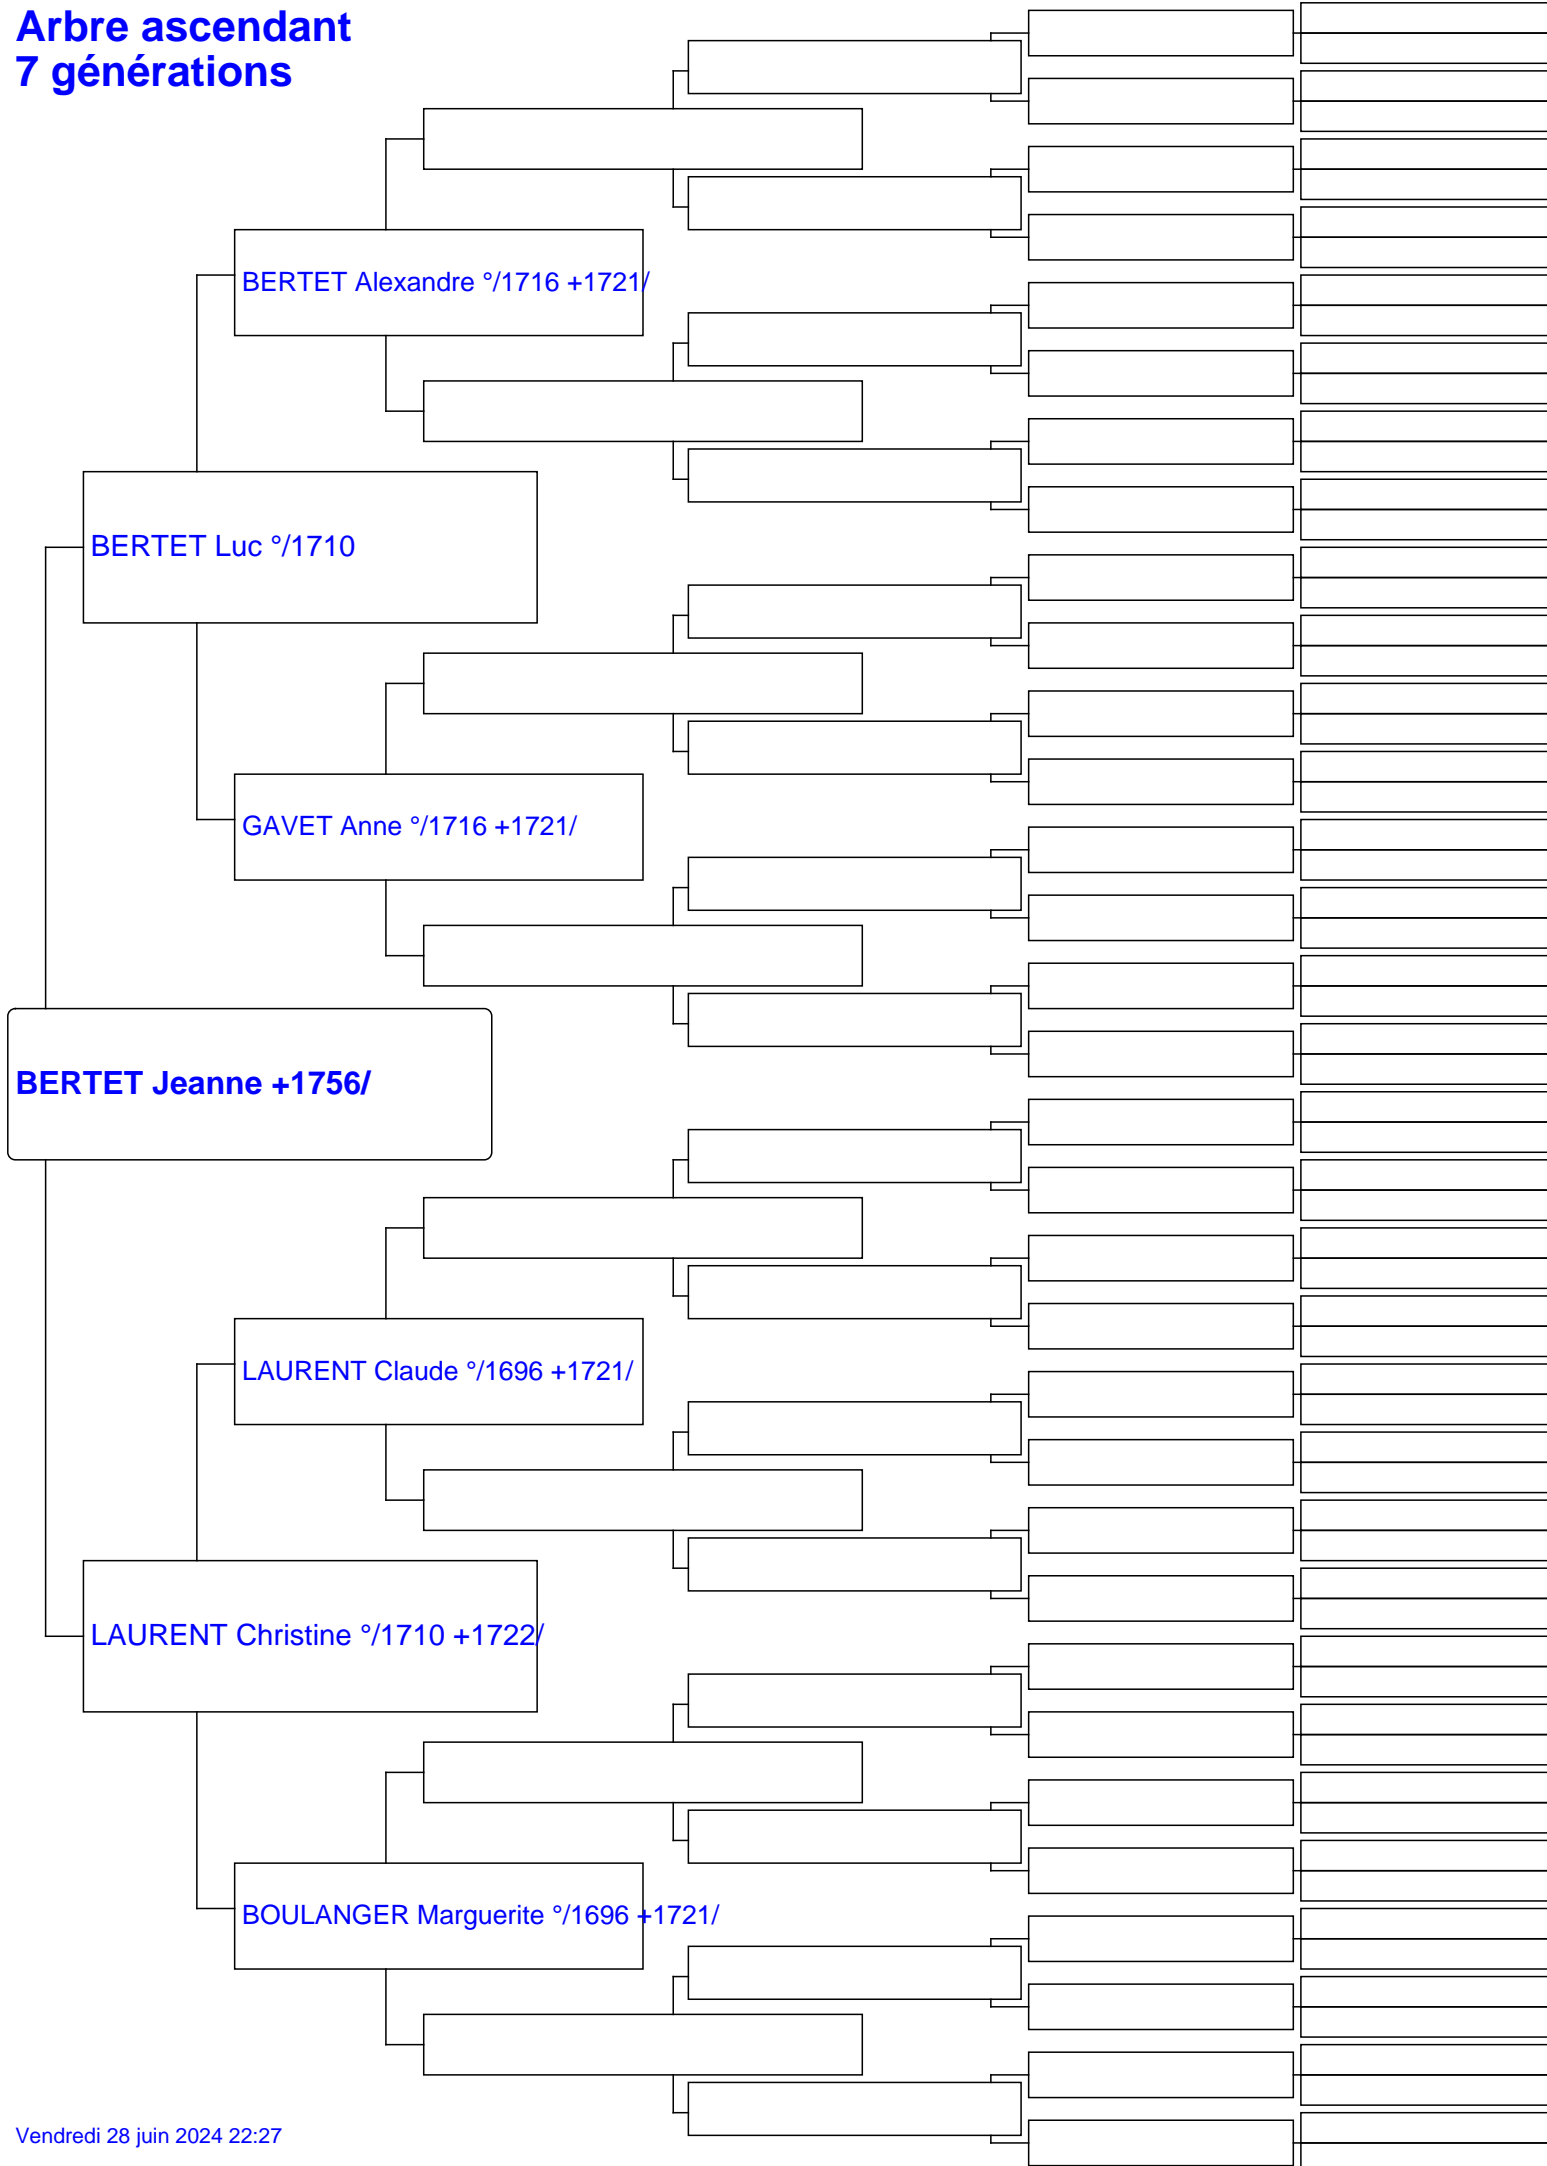 Arbre ascendant
7 générations
BERTET Alexandre °/1716 +1721/
BERTET Luc °/1710
GAVET Anne °/1716 +1721/
BERTET Jeanne +1756/
LAURENT Claude °/1696 +1721/
LAURENT Christine °/1710 +1722/
BOULANGER Marguerite °/1696 +1721/
Vendredi 28 juin 2024 22:27